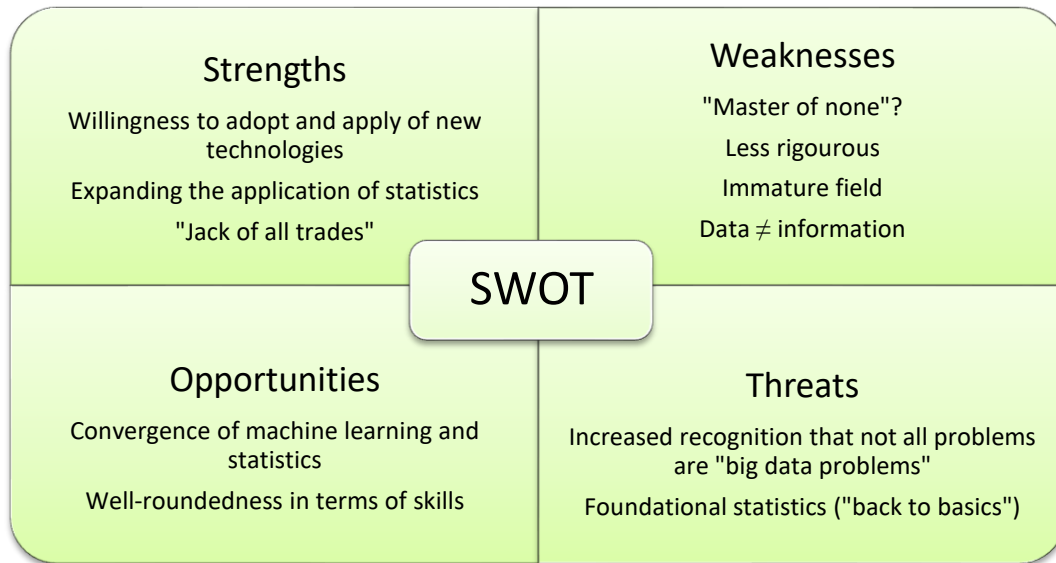 Strengths
Willingness to adopt and apply of new
technologies
Expanding the application of statistics
"Jack of all trades"
Weaknesses
"Master of none"?
Less rigourous
Immature field
Data ≠ information
SWOT
Opportunities
Convergence of machine learning and
statistics
Well-roundedness in terms of skills
Threats
Increased recognition that not all problems
are "big data problems"
Foundational statistics ("back to basics")